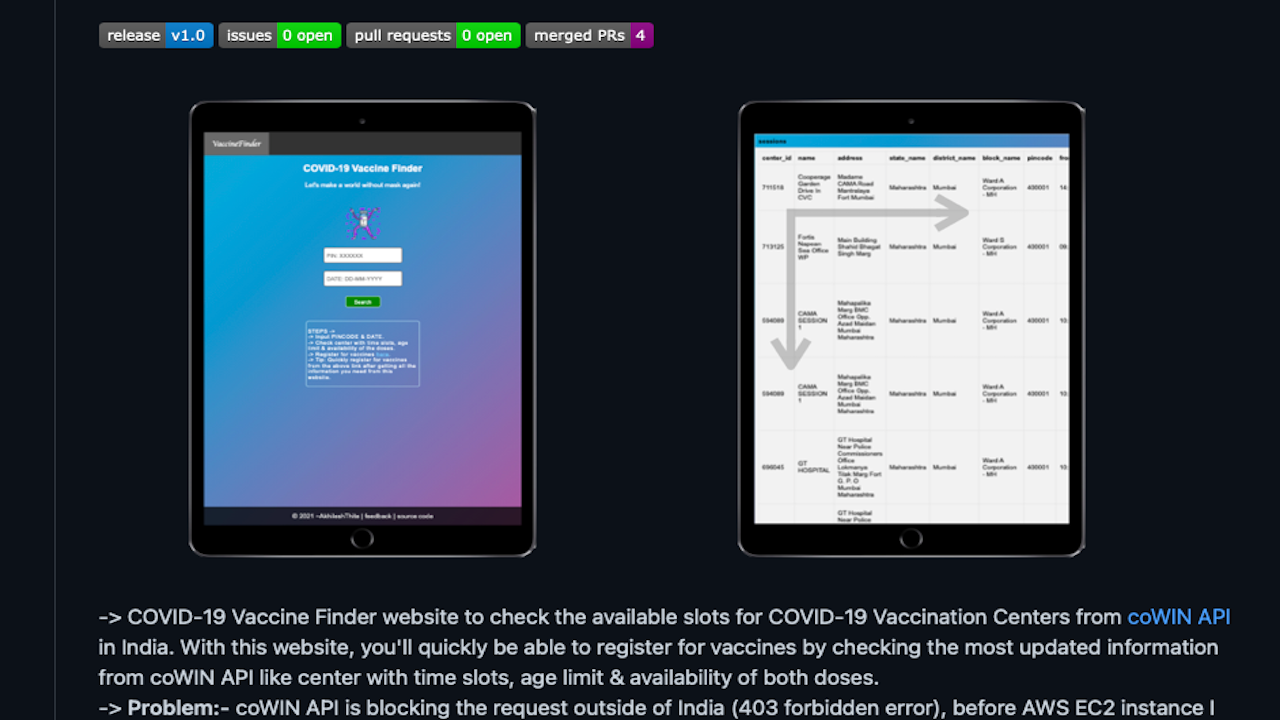 release v1.0 issues 0 open pull requests 0 open merged PRs 4
VaccineFinder
COVID-19 Vaccine Finder
Let's make a world without mask again!
PIN: XXXXXX
DATE: DD-MM-YYYY
Search
STEPS ->
-> Input PINCODE & DATE.
-> Check center with time slots, age
limit & availability of the doses.
-> Register for vaccines here.
-> Tip: Quickly register for vaccines
from the above link after getting all the
information you need from this
website.
© 2021 ~AkhileshThite | feedback | source code
sessions
center_id name address state_name district_name block_name pincode
711518 Cooperage Garden Drive In CVC Madame CAMA Road Mantralaya Fort Mumbai Maharashtra Mumbai Ward A Corporation - MH 400001 14:
713125 Fortis Napean Sea Office WP Main Building Shahid Bhagat Singh Marg Maharashtra Mumbai Ward S Corporation - MH 400001 09:
594089 CAMA SESSION 1 Mahapalika Marg BMC Office Opp. Azad Maidan Mumbai Maharashtra Maharashtra Mumbai Ward A Corporation - MH 400001 10:
594089 CAMA SESSION 1 Mahapalika Marg BMC Office Opp. Azad Maidan Mumbai Maharashtra Maharashtra Mumbai Ward A Corporation - MH 400001 10:
696045 GT HOSPITAL GT Hospital Near Police Commissioners Office Lokmanya Tilak Marg Fort G. P. O Mumbai Maharashtra Maharashtra Mumbai Ward A Corporation - MH 400001 10:
GT Hospital
Near Police
-> COVID-19 Vaccine Finder website to check the available slots for COVID-19 Vaccination Centers from coWIN API
in India. With this website, you'll quickly be able to register for vaccines by checking the most updated information
from coWIN API like center with time slots, age limit & availability of both doses.
-> Problem:- coWIN API is blocking the request outside of India (403 forbidden error), before AWS EC2 instance I